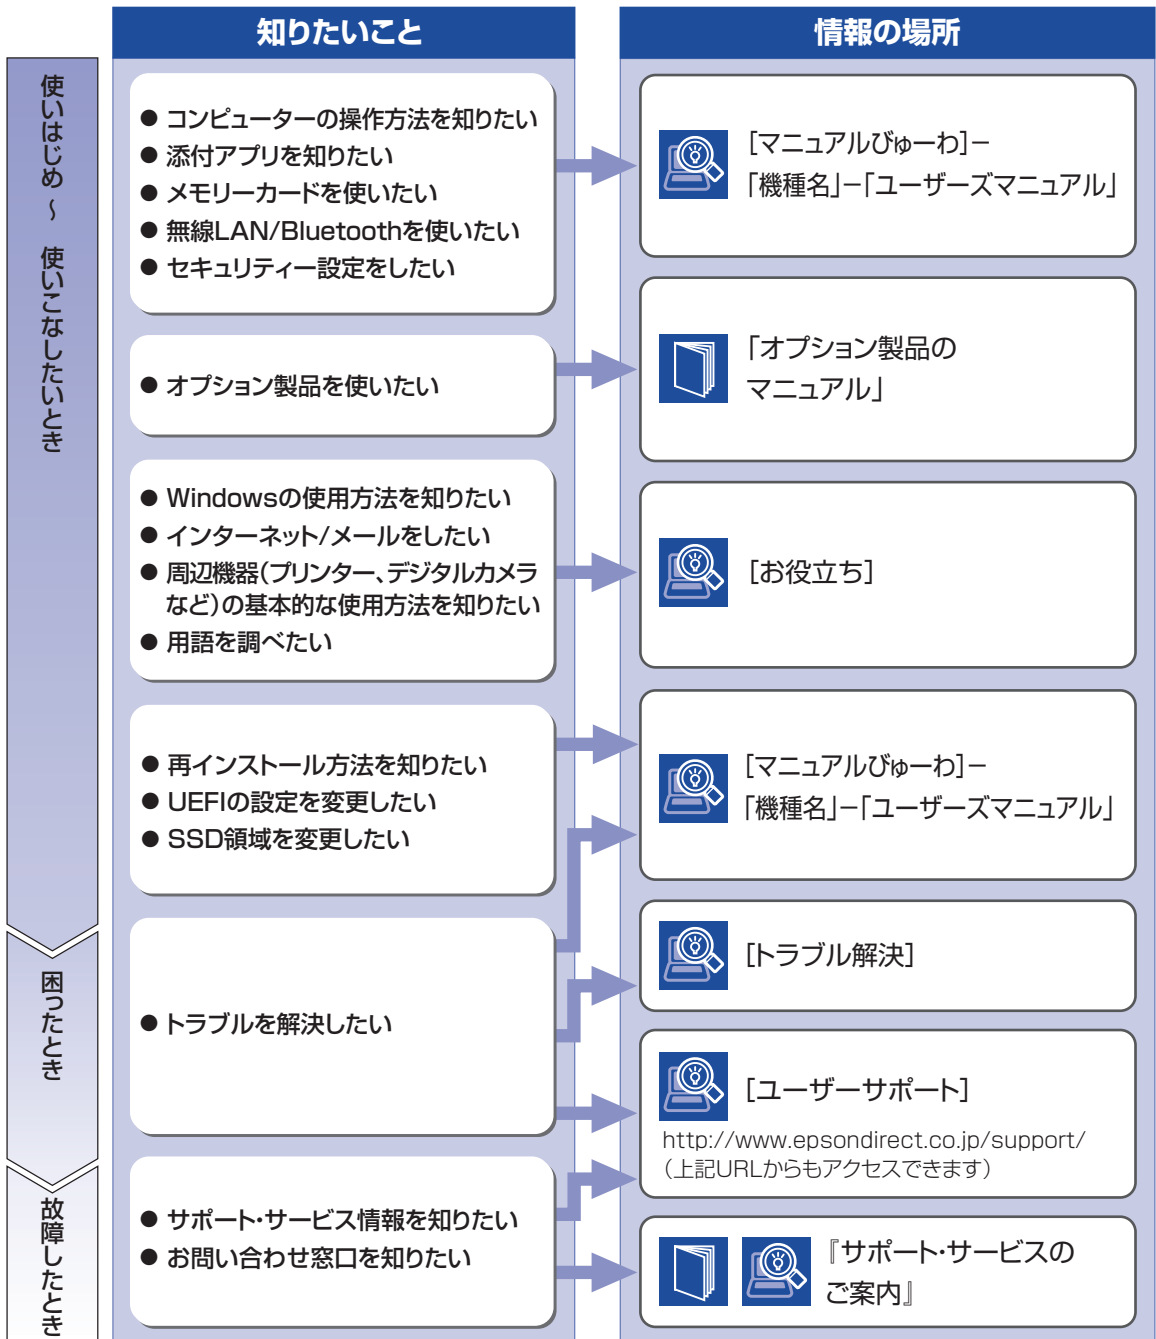 知りたいこと
情報の場所
使いはじめ ~ 使いこなしたいとき
● コンピューターの操作方法を知りたい
● 添付アプリを知りたい
● メモリーカードを使いたい
● 無線LAN/Bluetoothを使いたい
● セキュリティー設定をしたい
[マニュアルびゅーわ]−
「機種名」−「ユーザーズマニュアル」
● オプション製品を使いたい
「オプション製品の
マニュアル」
● Windowsの使用方法を知りたい
● インターネット/メールをしたい
● 周辺機器(プリンター、デジタルカメラ
など)の基本的な使用方法を知りたい
● 用語を調べたい
[お役立ち]
● 再インストール方法を知りたい
● UEFIの設定を変更したい
● SSD領域を変更したい
[マニュアルびゅーわ]−
「機種名」−「ユーザーズマニュアル」
困ったとき
● トラブルを解決したい
[トラブル解決]
[ユーザーサポート]
http://www.epsondirect.co.jp/support/
(上記URLからもアクセスできます)
故障したとき
● サポート・サービス情報を知りたい
● お問い合わせ窓口を知りたい
『サポート・サービスの
ご案内』